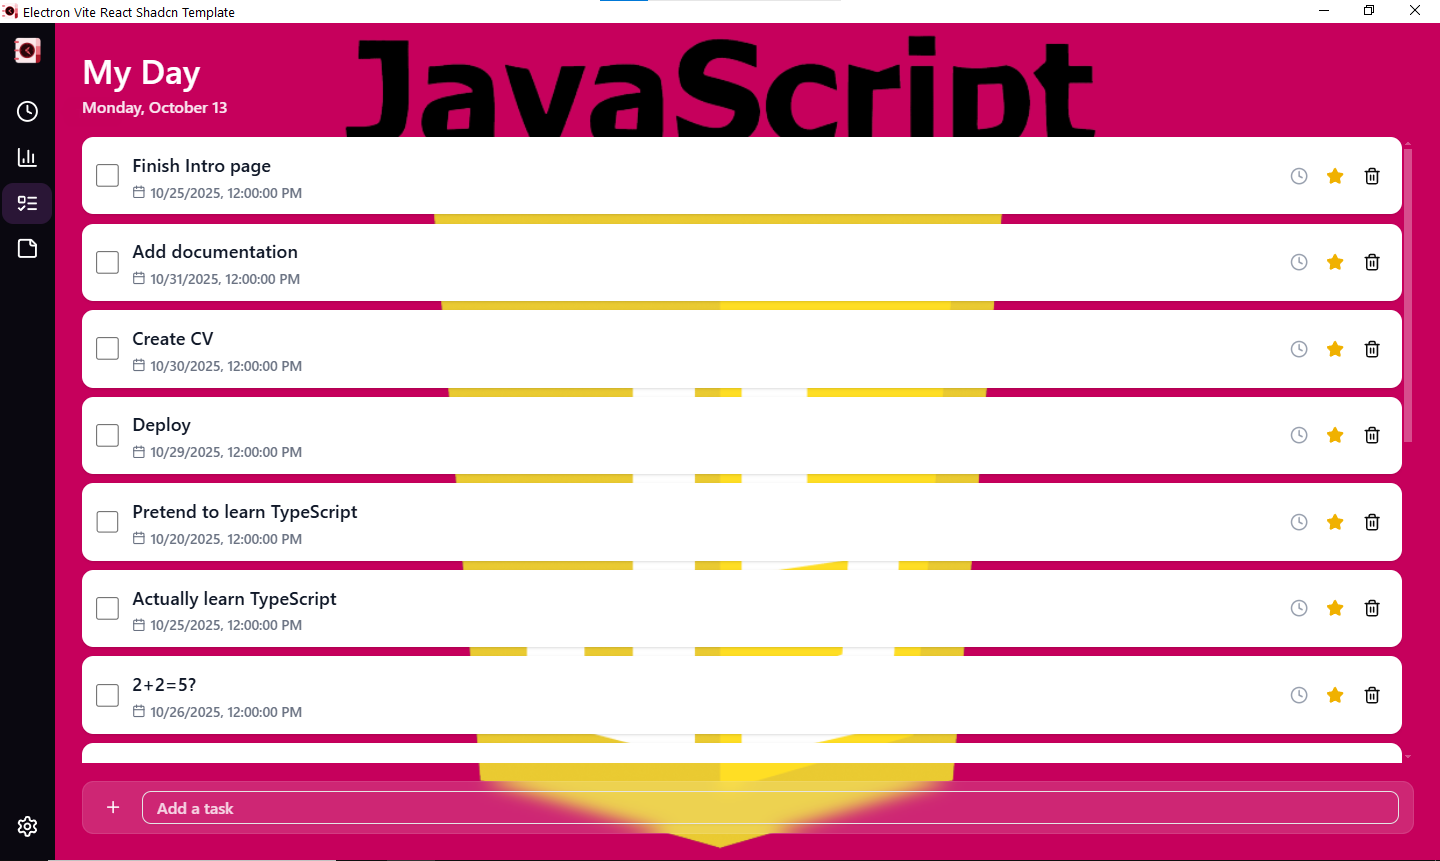 Electron Vite React Shadcn Template
JavaScript
My Day
Monday, October 13
Finish Intro page
10/25/2025, 12:00:00 PM
Add documentation
10/31/2025, 12:00:00 PM
Create CV
10/30/2025, 12:00:00 PM
Deploy
10/29/2025, 12:00:00 PM
Pretend to learn TypeScript
10/20/2025, 12:00:00 PM
Actually learn TypeScript
10/25/2025, 12:00:00 PM
2+2=5?
10/26/2025, 12:00:00 PM
Add a task